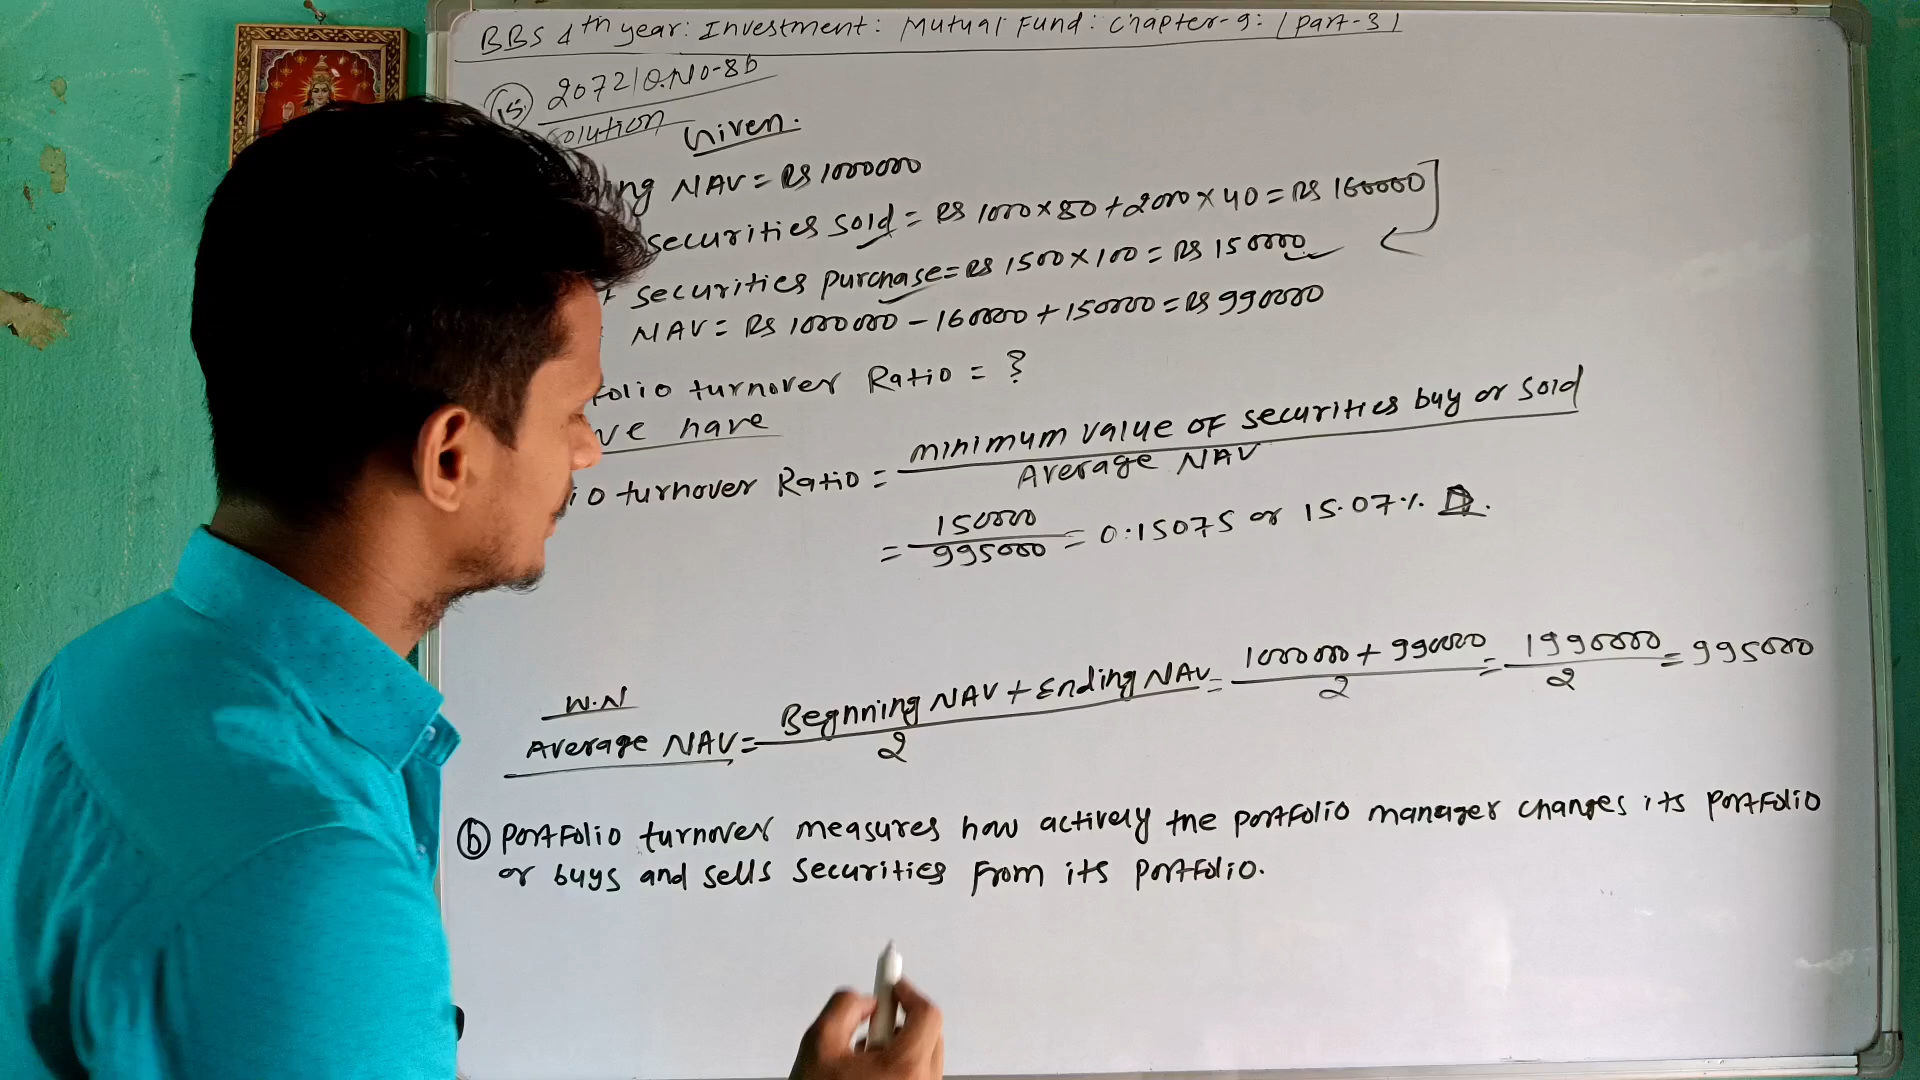 BBS 4th year: Investment: Mutual Fund: Chapter-9: (part-3)
15. 2072/Q.No-8b
Solution Given.
NAV = Rs 1000000
securities sold = Rs 1000×80+2000×40 = Rs 160000
securities purchase = Rs 1500×100 = Rs 150000
NAV = Rs 1000000 - 160000 + 150000 = Rs 990000
folio turnover Ratio = ?
we have
io turnover Ratio = minimum value of securities buy or sold
Average NAV
= 150000
995000 = 0.15075 or 15.07%
W.N
Average NAV = Begnning NAV + Ending NAV
2
= 1000000 + 990000
2
= 1990000
2
= 995000
(b) Portfolio turnover measures how actively the portfolio manager changes its portfolio
or buys and sells securities from its portfolio.